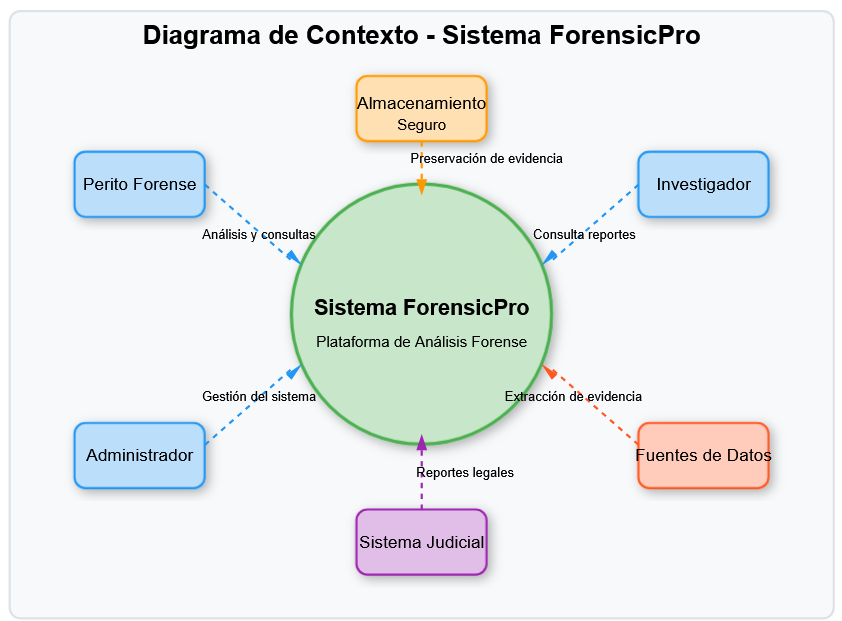 Diagrama de Contexto - Sistema ForensicPro
Almacenamiento
Seguro
Preservación de evidencia
Perito Forense
Investigador
Análisis y consultas
Consulta reportes
Sistema ForensicPro
Plataforma de Análisis Forense
Gestión del sistema
Extracción de evidencia
Administrador
Fuentes de Datos
Reportes legales
Sistema Judicial